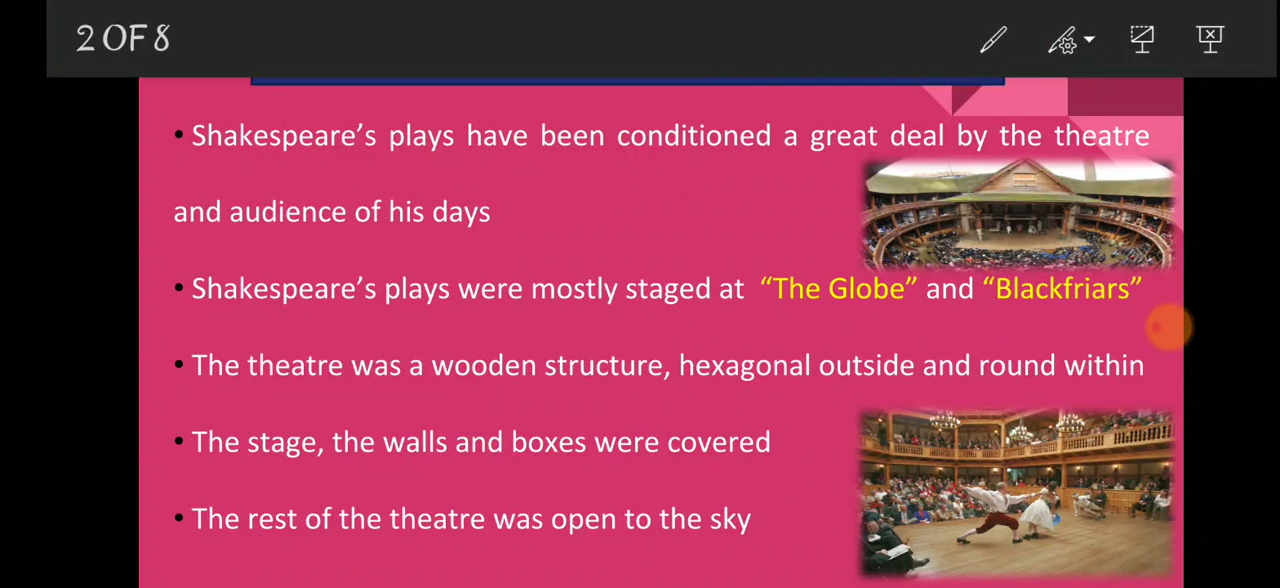 2 OF 8
• Shakespeare’s plays have been conditioned a great deal by the theatre
and audience of his days
• Shakespeare’s plays were mostly staged at “The Globe” and “Blackfriars”
• The theatre was a wooden structure, hexagonal outside and round within
• The stage, the walls and boxes were covered
• The rest of the theatre was open to the sky